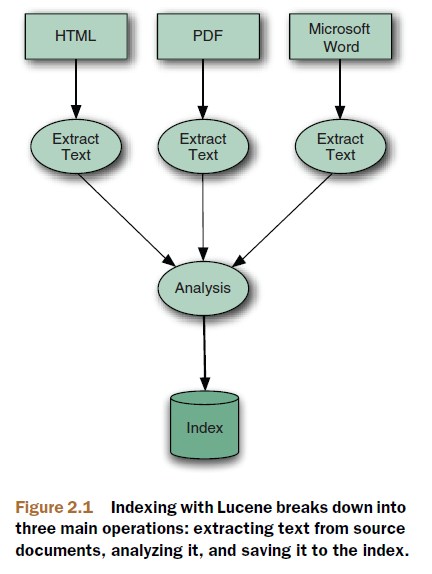 HTML
PDF
Microsoft
Word
Extract
Text
Extract
Text
Extract
Text
Analysis
Index
Figure 2.1 Indexing with Lucene breaks down into
three main operations: extracting text from source
documents, analyzing it, and saving it to the index.